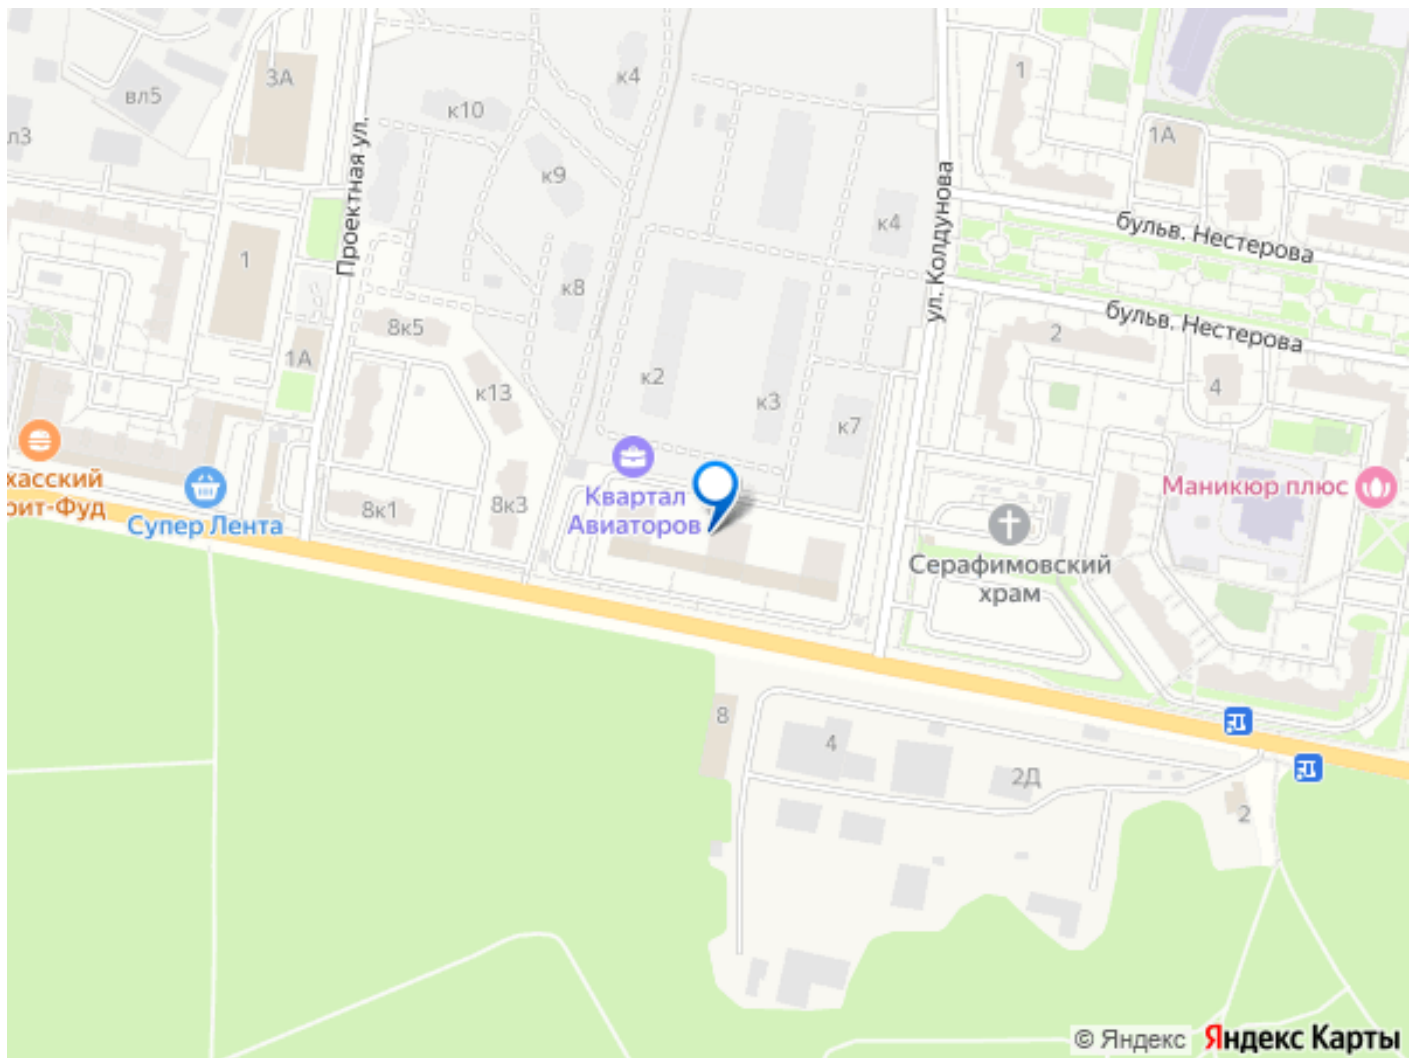 3А
к4
1
вл5
к10
л3
1А
Проектная ул.
к9
ул. Колдунова
к4
бульв. Нестерова
1
к8
бульв. Нестерова
8к5
2
1А
к2
к13
4
к3
к7
Квартал
Авиаторов
хасский
рит-Фуд
Супер Лента
8к1
8к3
Маникюр плюс
Серафимовский
храм
8
4
2Д
2
© Яндекс Яндекс Карты